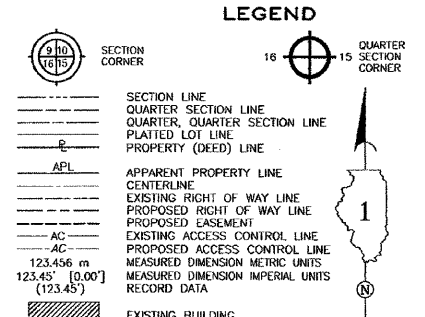 LEGEND
9 10
16 15
SECTION
CORNER
16
15
QUARTER
SECTION
CORNER
SECTION LINE
QUARTER SECTION LINE
QUARTER, QUARTER SECTION LINE
PLATTED LOT LINE
PROPERTY (DEED) LINE
APL APPARENT PROPERTY LINE
CENTERLINE
EXISTING RIGHT OF WAY LINE
PROPOSED RIGHT OF WAY LINE
PROPOSED EASEMENT
AC EXISTING ACCESS CONTROL LINE
AC PROPOSED ACCESS CONTROL LINE
123.456 m MEASURED DIMENSION METRIC UNITS
123.45' [0.00'] MEASURED DIMENSION IMPERIAL UNITS
(123.45') RECORD DATA
EXISTING BUILDING
1
N